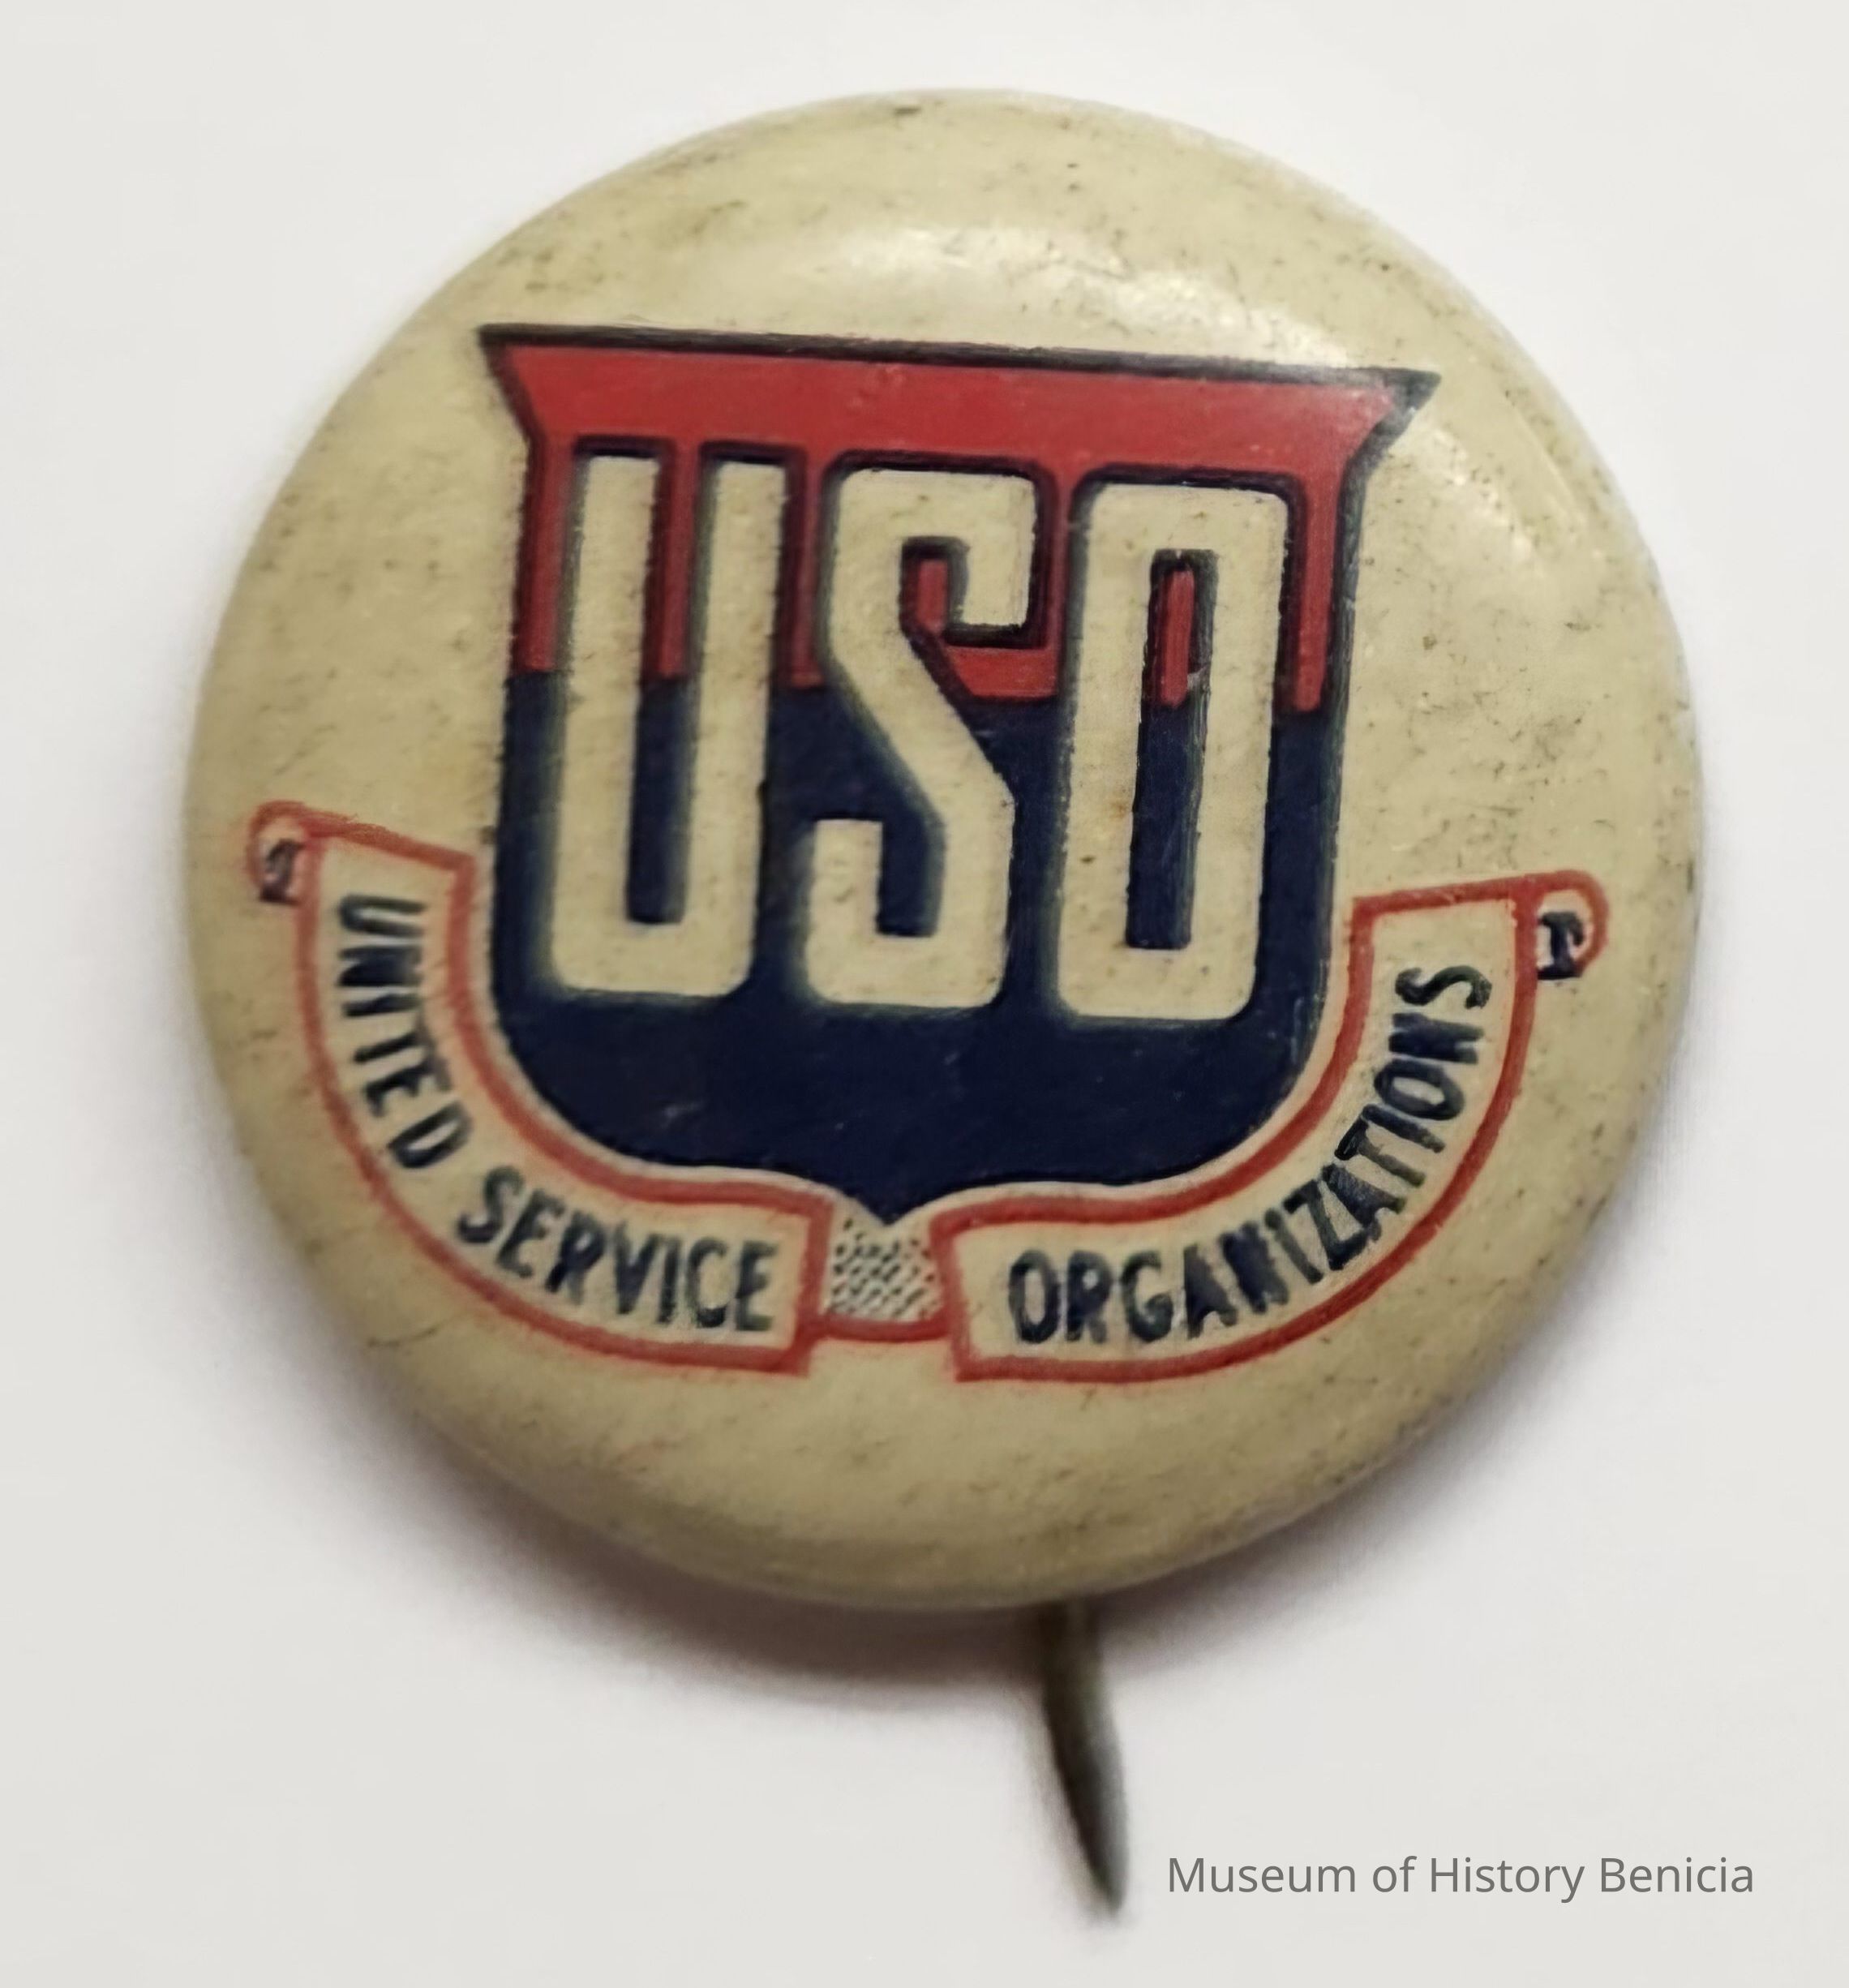 USO
UNITED SERVICE ORGANIZATIONS
Museum of History Benicia